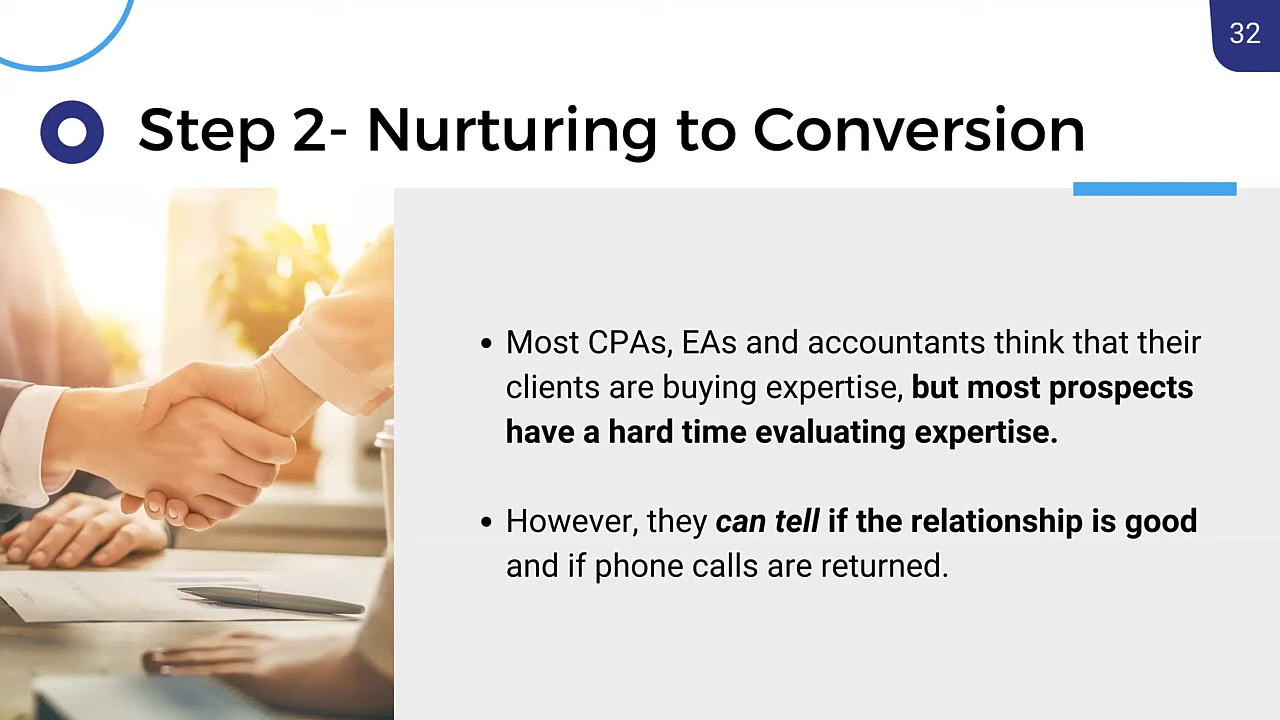 32
Step 2- Nurturing to Conversion
• Most CPAs, EAs and accountants think that their
clients are buying expertise, but most prospects
have a hard time evaluating expertise.
• However, they can tell if the relationship is good
and if phone calls are returned.